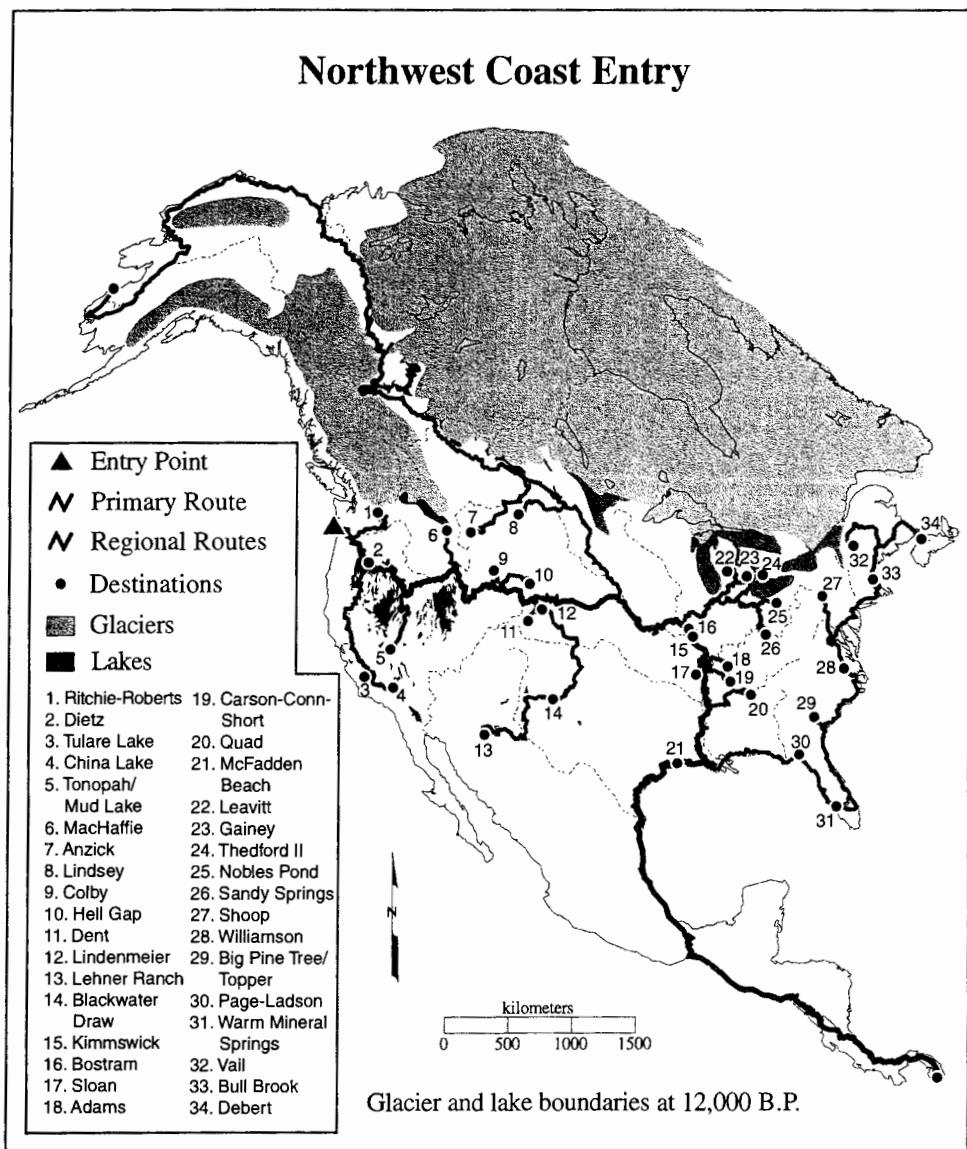 Northwest Coast Entry
Entry Point
Primary Route
Regional Routes
Destinations
Glaciers
Lakes
1. Ritchie-Roberts
2. Dietz
3. Tulare Lake
4. China Lake
5. Tonopah/
Mud Lake
6. MacHaffie
7. Anzick
8. Lindsey
9. Colby
10. Hell Gap
11. Dent
12. Lindenmeier
13. Lehner Ranch
14. Blackwater
Draw
15. Kimmswick
16. Bostram
17. Sloan
18. Adams
19. Carson-Conn-
Short
20. Quad
21. McFadden
Beach
22. Leavitt
23. Gainey
24. Thedford II
25. Nobles Pond
26. Sandy Springs
27. Shoop
28. Williamson
29. Big Pine Tree/
Topper
30. Page-Ladson
31. Warm Mineral
Springs
32. Vail
33. Bull Brook
34. Debert
1
2
3
4
5
6
7
8
9
10
11
12
13
14
15
16
17
18
19
20
21
22
23
24
25
26
27
28
29
30
31
32
33
34
N
kilometers
0 500 1000 1500
Glacier and lake boundaries at 12,000 B.P.